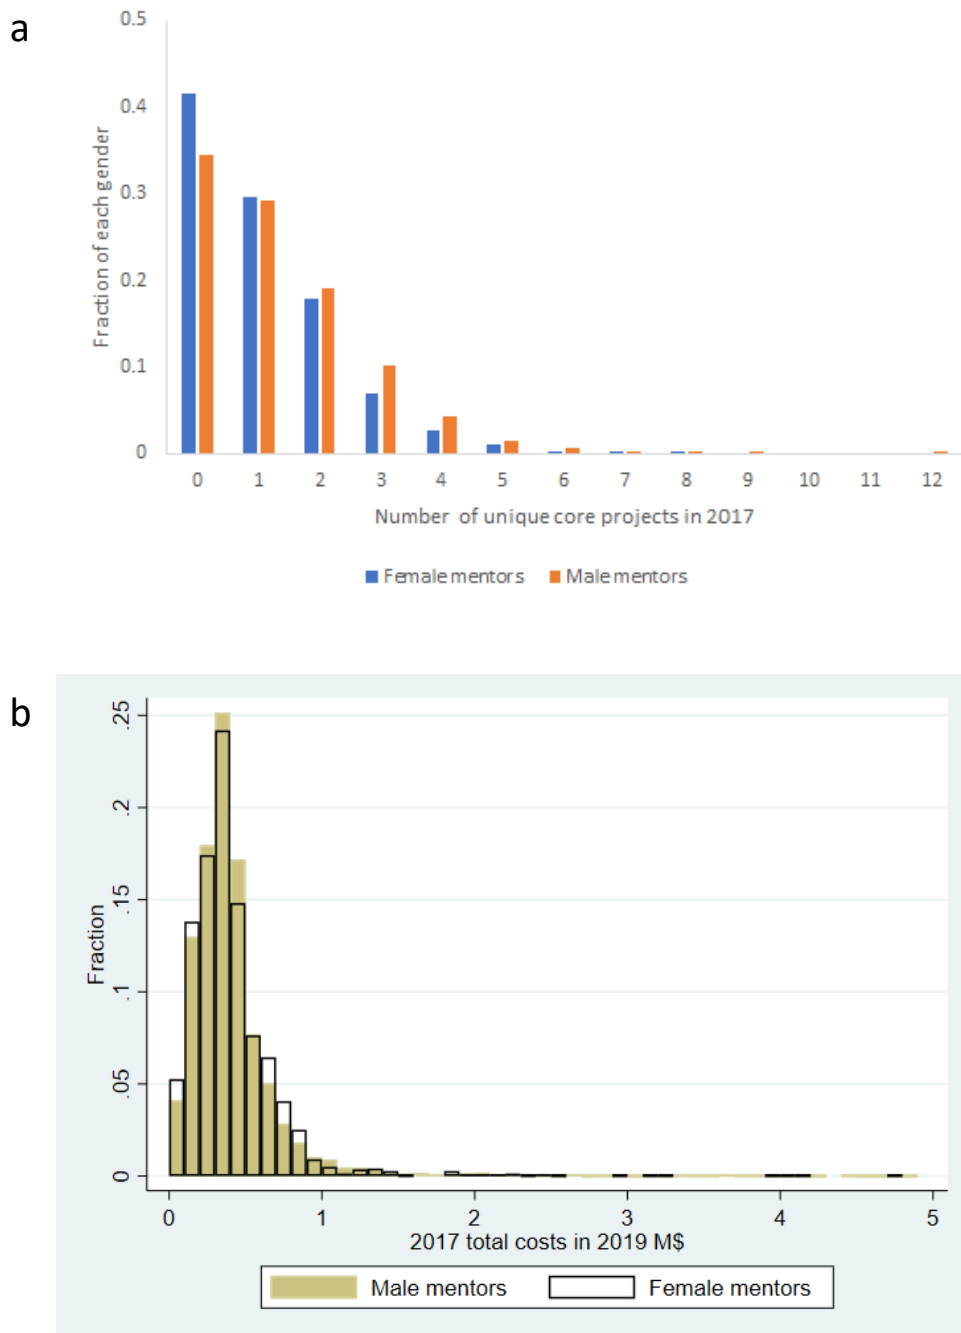 a
0.5
0.4
0.3
0.2
0.1
0
Fraction of each gender
0 1 2 3 4 5 6 7 8 9 10 11 12
Number of unique core projects in 2017
Female mentors Male mentors
b
.25
.2
.15
.1
.05
0
Fraction
0 1 2 3 4 5
2017 total costs in 2019 M$
Male mentors Female mentors